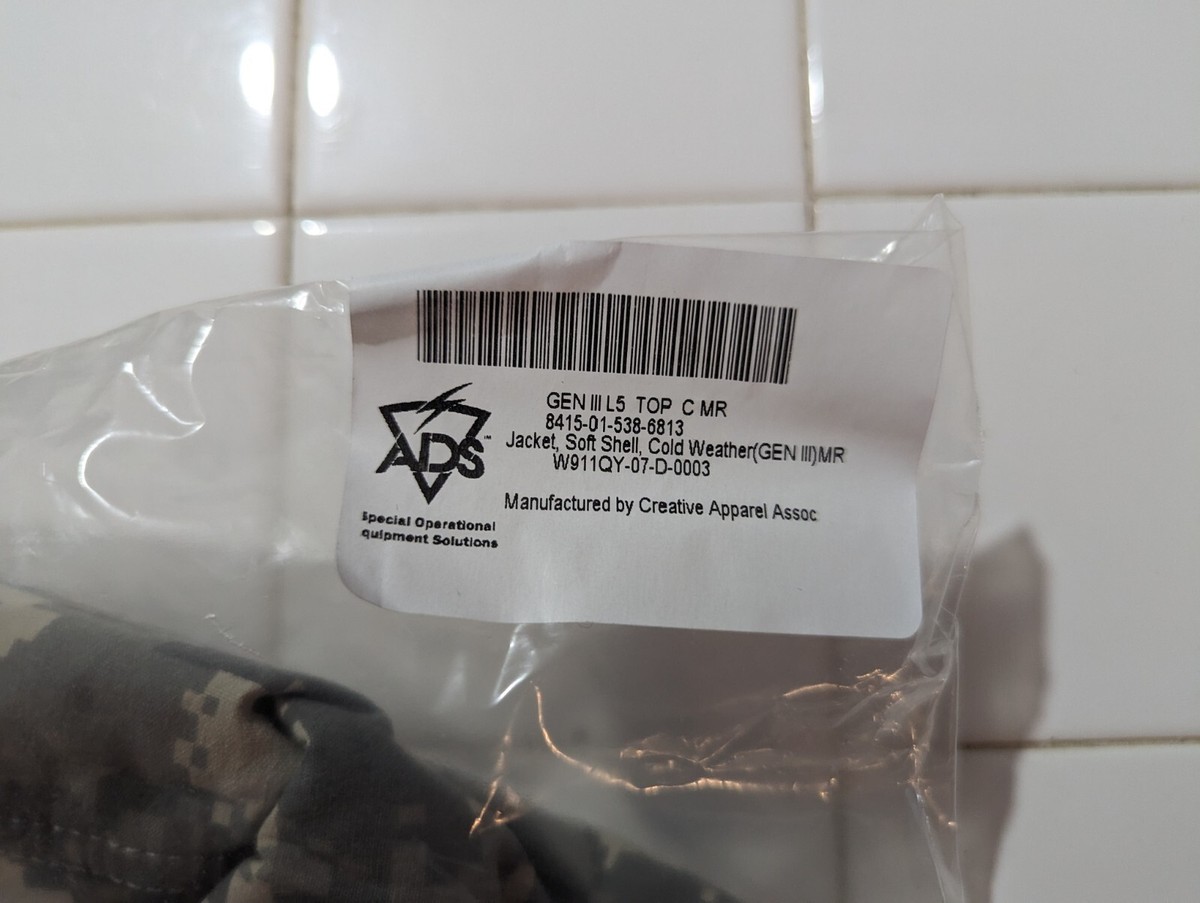 GEN III L5 TOP C MR
8415-01-538-6813
Jacket, Soft Shell, Cold Weather(GEN III)MR
W911QY-07-D-0003
Manufactured by Creative Apparel Assoc
ADS™
Special Operational
quipment Solutions